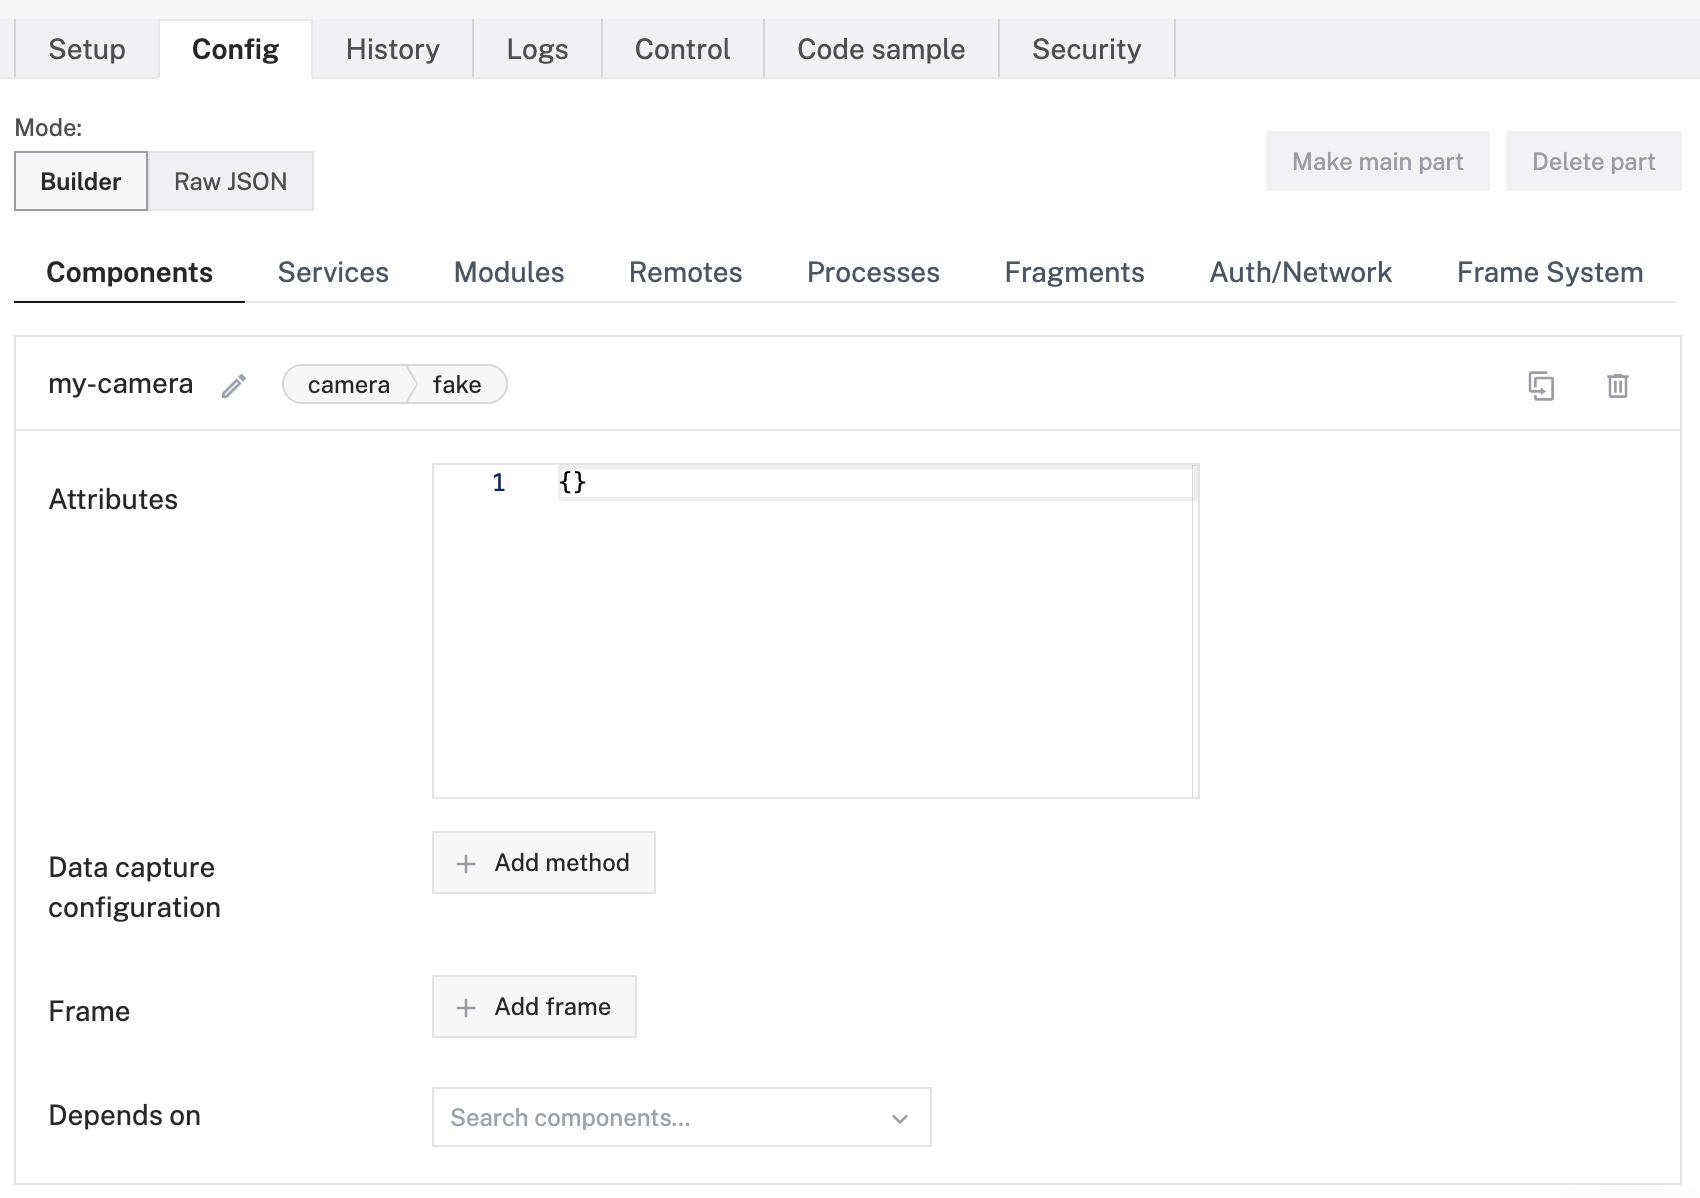 Setup Config History Logs Control Code sample Security
Mode:
Builder Raw JSON Make main part Delete part
Components Services Modules Remotes Processes Fragments Auth/Network Frame System
my-camera camera fake
Attributes 1 {}
Data capture configuration
Add method
Frame Add frame
Depends on Search components...